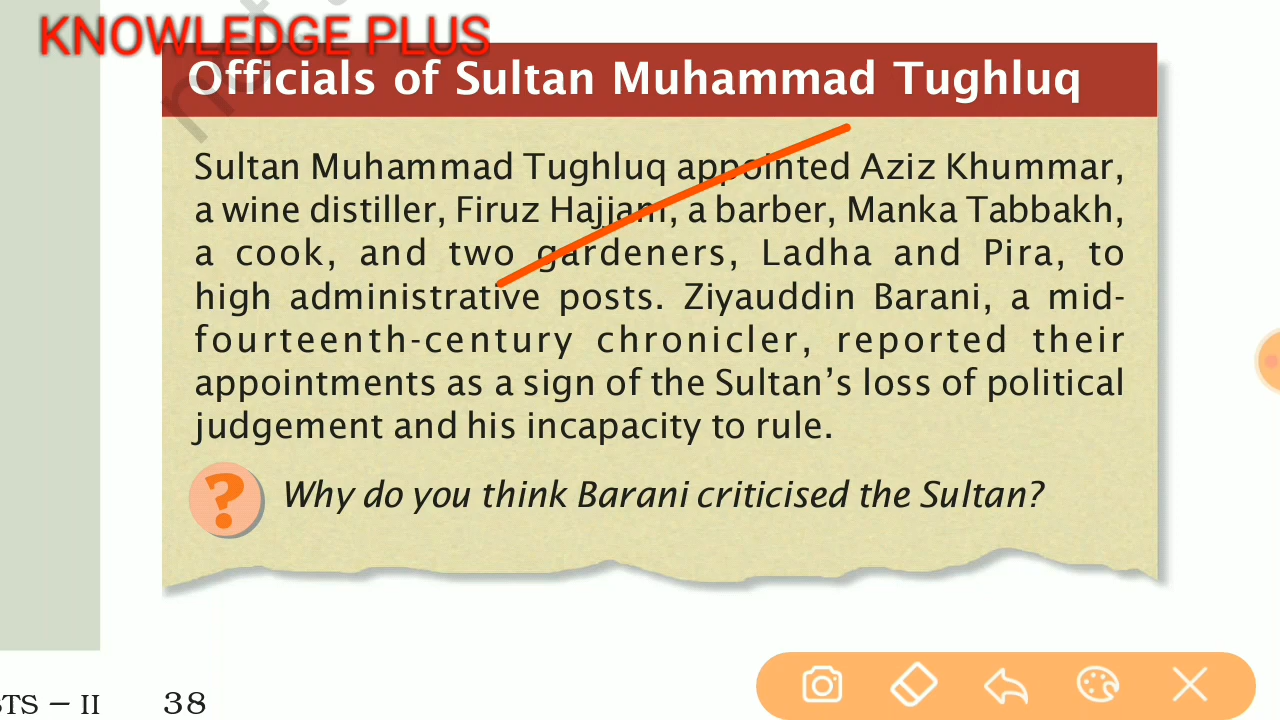 KNOWLEDGE PLUS
Officials of Sultan Muhammad Tughluq
Sultan Muhammad Tughluq appointed Aziz Khummar,
a wine distiller, Firuz Hajjam, a barber, Manka Tabbakh,
a cook, and two gardeners, Ladha and Pira, to
high administrative posts. Ziyauddin Barani, a mid-
fourteenth-century chronicler, reported their
appointments as a sign of the Sultan’s loss of political
judgement and his incapacity to rule.
? Why do you think Barani criticised the Sultan?
STS – II 38